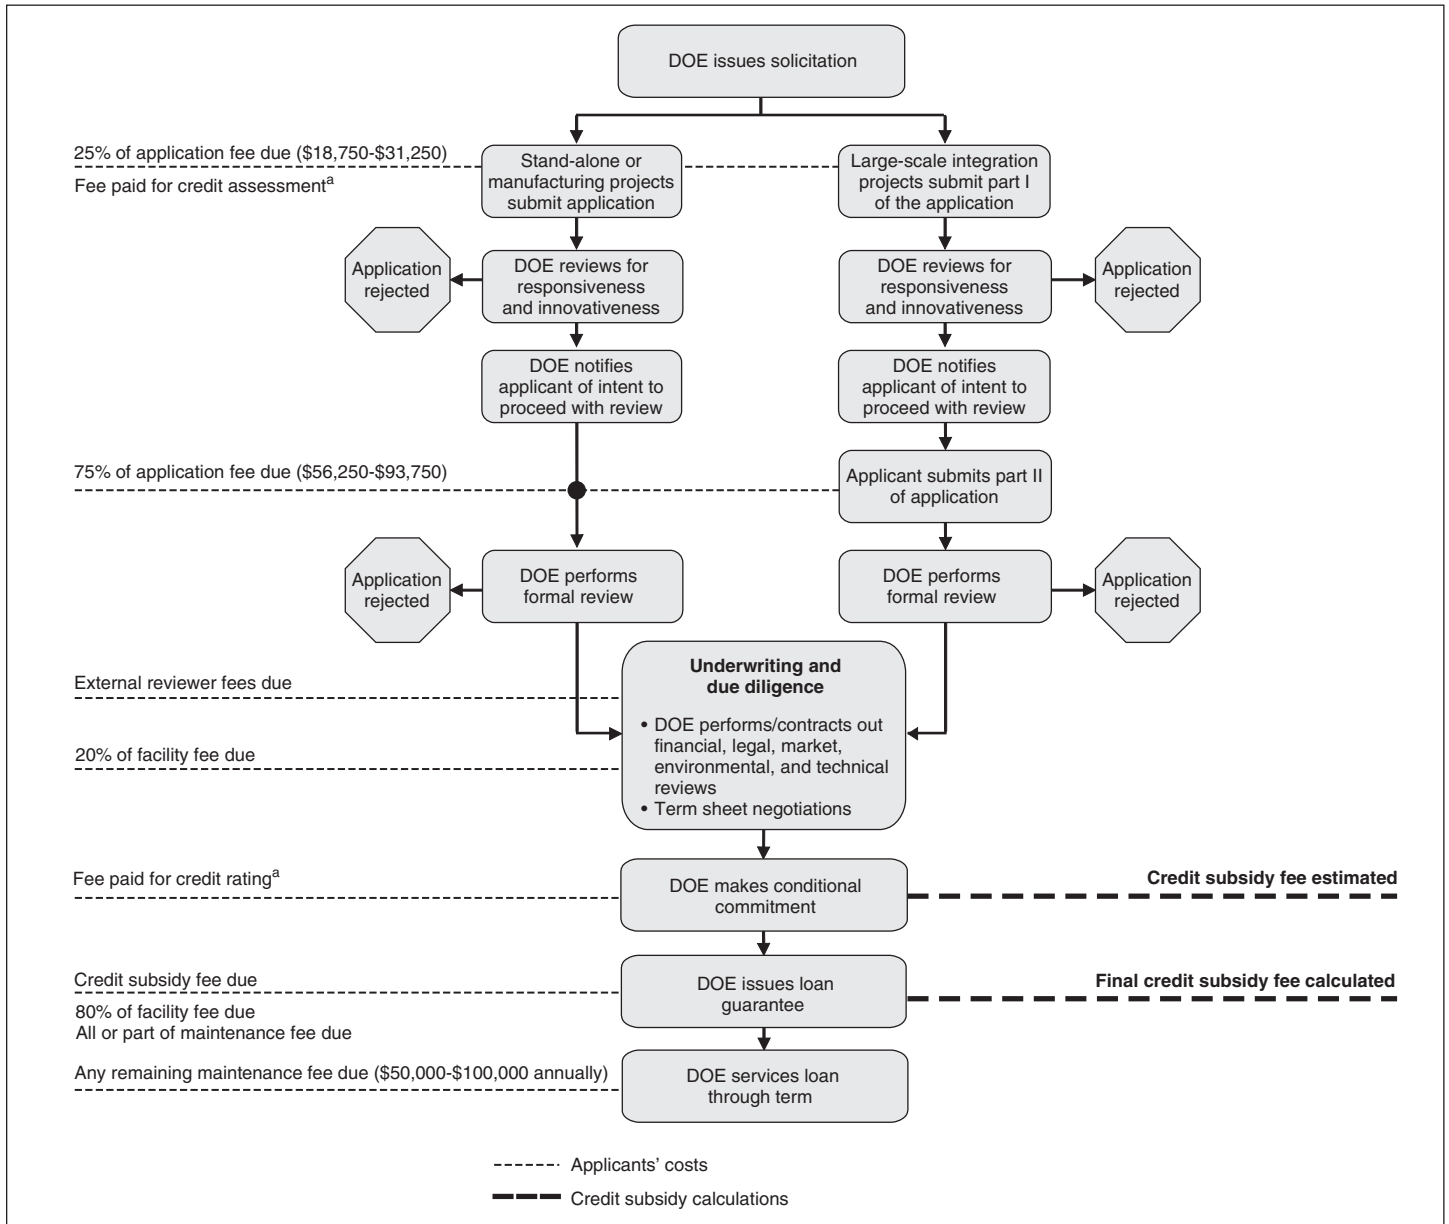 DOE issues solicitation
25% of application fee due ($18,750-$31,250)
Fee paid for credit assessmentª
Stand-alone or
manufacturing projects
submit application
Large-scale integration
projects submit part I
of the application
Application
rejected
DOE reviews for
responsiveness
and innovativeness
DOE reviews for
responsiveness
and innovativeness
Application
rejected
DOE notifies
applicant of intent to
proceed with review
DOE notifies
applicant of intent to
proceed with review
75% of application fee due ($56,250-$93,750)
Applicant submits part II
of application
Application
rejected
DOE performs
formal review
DOE performs
formal review
Application
rejected
External reviewer fees due
20% of facility fee due
Underwriting and
due diligence
• DOE performs/contracts out
financial, legal, market,
environmental, and technical
reviews
• Term sheet negotiations
Fee paid for credit ratingª
DOE makes conditional
commitment
Credit subsidy fee estimated
Credit subsidy fee due
80% of facility fee due
All or part of maintenance fee due
DOE issues loan
guarantee
Final credit subsidy fee calculated
Any remaining maintenance fee due ($50,000-$100,000 annually)
DOE services loan
through term
Applicants' costs
Credit subsidy calculations